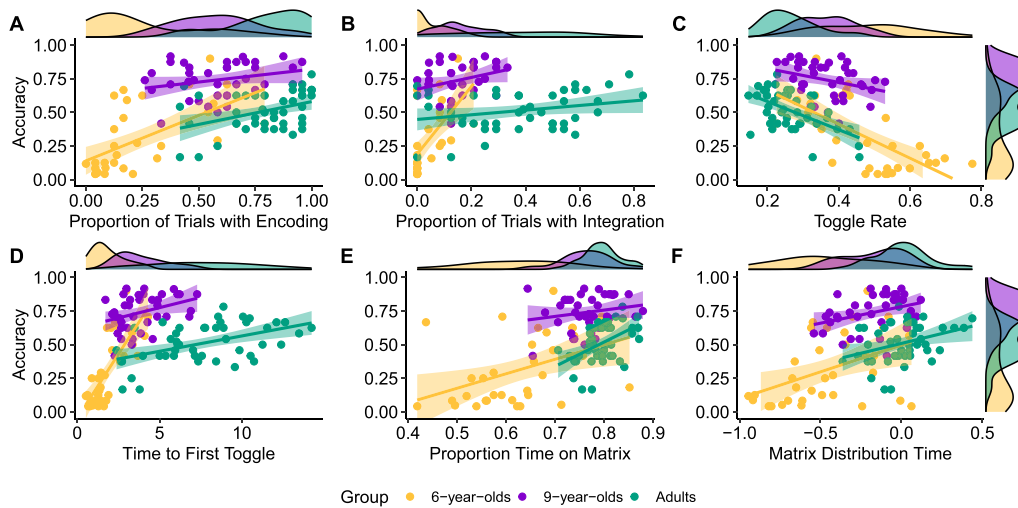 A B C
1.00 1.00 1.00
0.75 0.75 0.75
0.50 0.50 0.50
0.25 0.25 0.25
0.00 0.00 0.00
Accuracy
0.00 0.25 0.50 0.75 1.00 0.0 0.2 0.4 0.6 0.8 0.2 0.4 0.6 0.8
Proportion of Trials with Encoding Proportion of Trials with Integration Toggle Rate
D E F
1.00 1.00 1.00
0.75 0.75 0.75
0.50 0.50 0.50
0.25 0.25 0.25
0.00 0.00 0.00
Accuracy
0 5 10 0.4 0.5 0.6 0.7 0.8 0.9 −1.0 −0.5 0.0 0.5
Time to First Toggle Proportion Time on Matrix Matrix Distribution Time
Group 6−year−olds 9−year−olds Adults